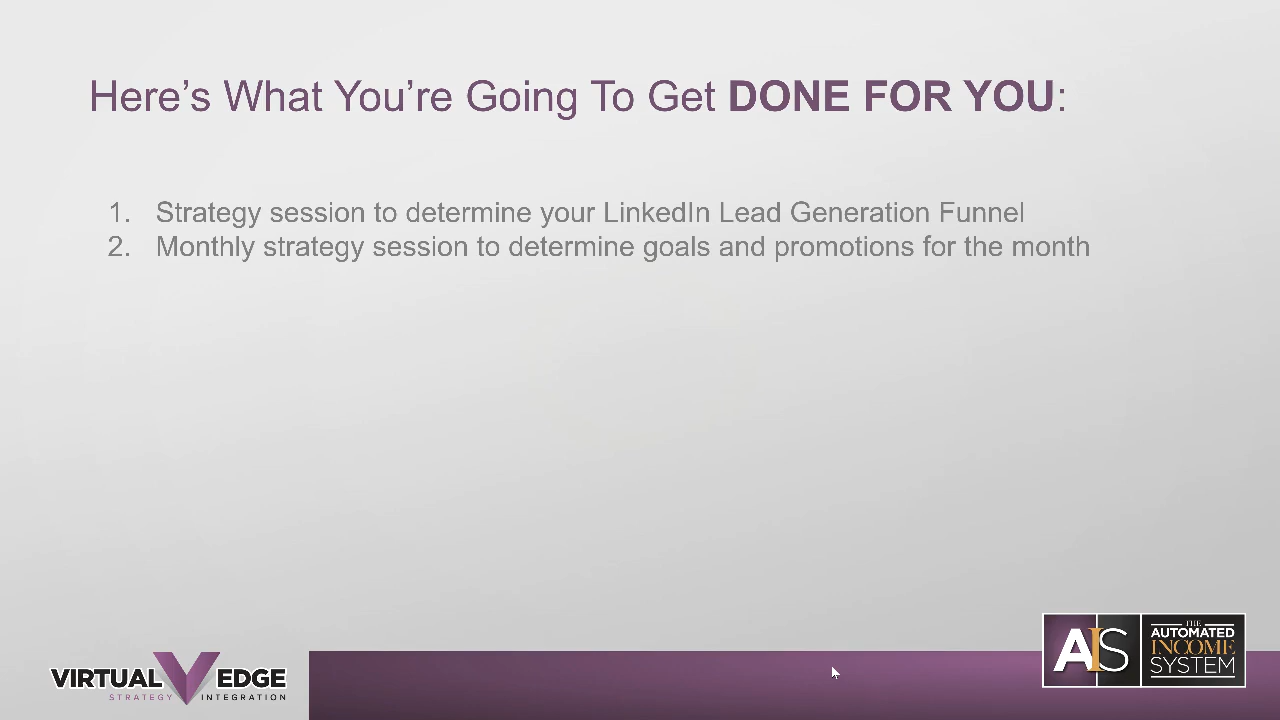 Here’s What You’re Going To Get DONE FOR YOU:
1. Strategy session to determine your LinkedIn Lead Generation Funnel
2. Monthly strategy session to determine goals and promotions for the month
VIRTUAL EDGE
STRATEGY INTEGRATION
AIS
THE
AUTOMATED
INCOME
SYSTEM